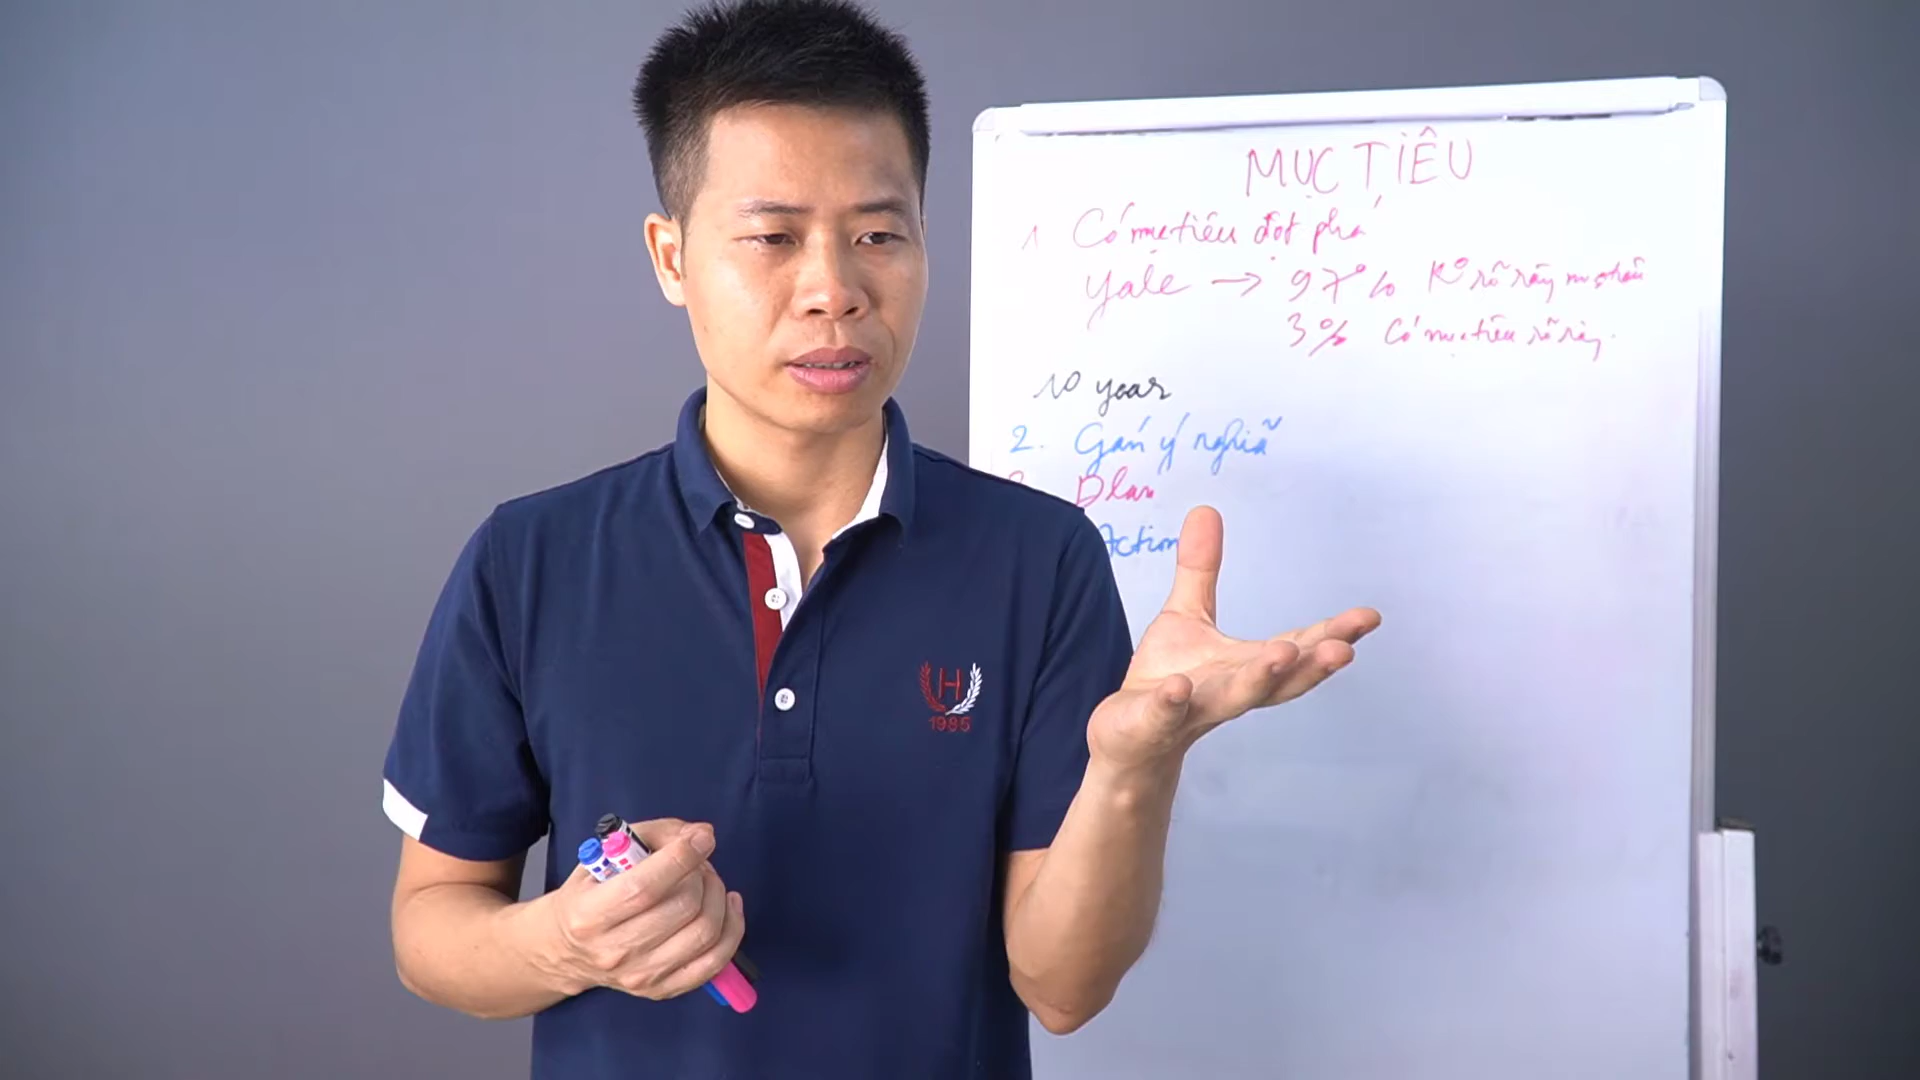 MỤC TIÊU
1 Có mục tiêu đột phá
Yale → 97% K° rõ ràng mục tiêu
3% Có mục tiêu rõ ràng.
10 year
2. Gán ý nghĩa
Plan
Action
H
1985